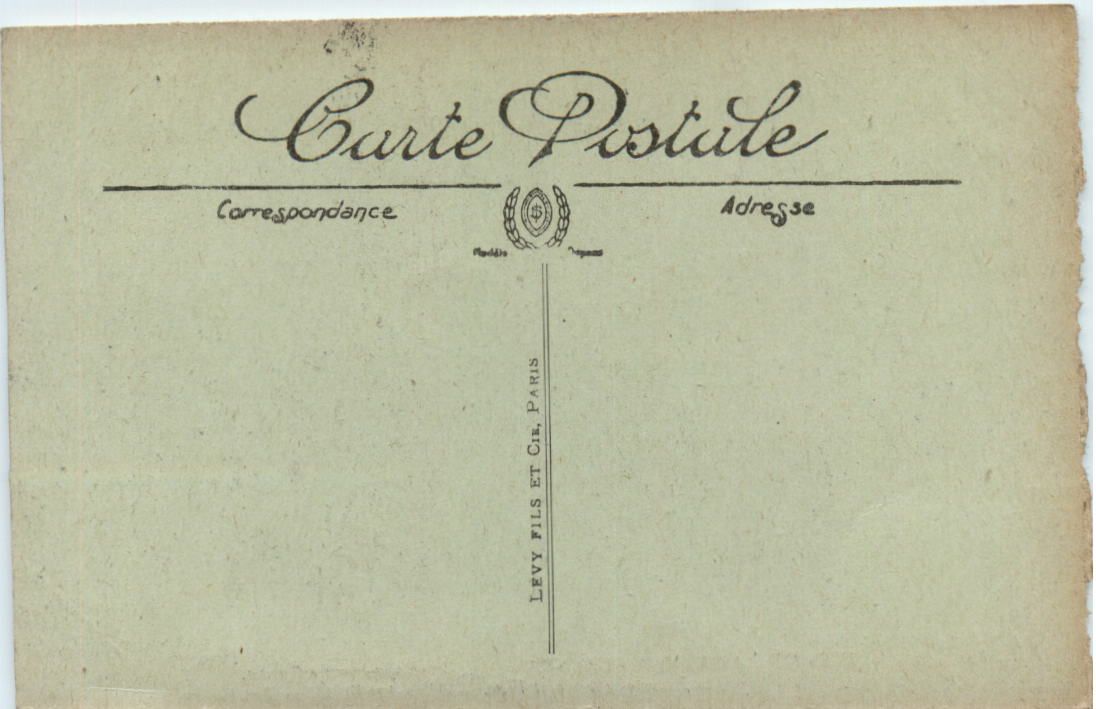 Carte Postale
Correspondance
Adresse
LEVY FILS ET CIE, PARIS